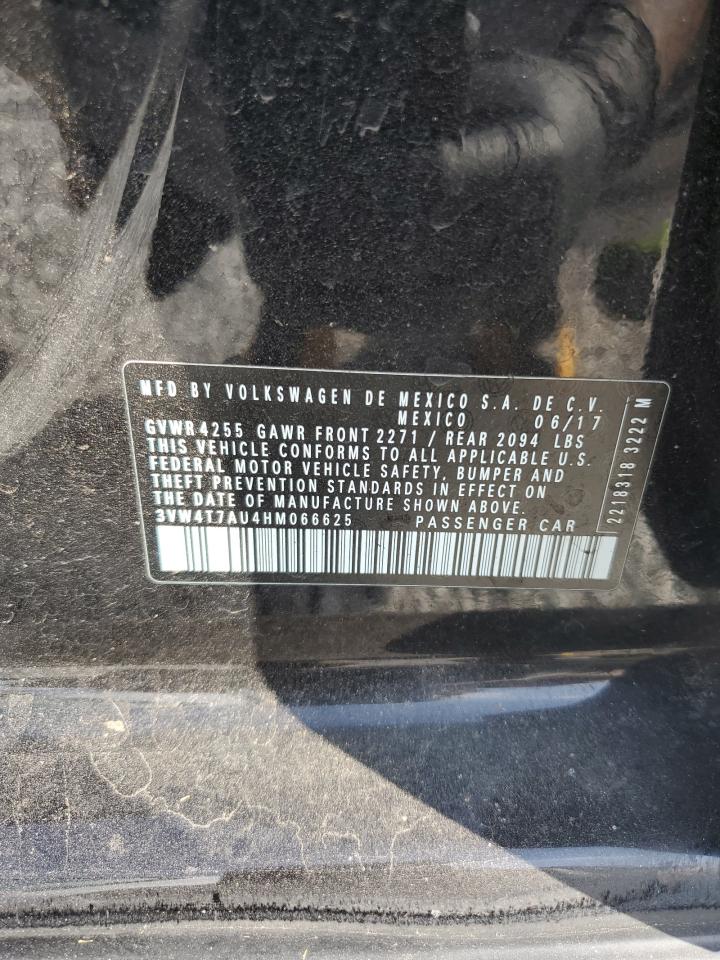 MFD BY VOLKSWAGEN DE MEXICO S.A. DE C.V.
MEXICO 06/17
GVWR 4255 GAWR FRONT 2271 / REAR 2094 LBS
THIS VEHICLE CONFORMS TO ALL APPLICABLE U.S.
FEDERAL MOTOR VEHICLE SAFETY, BUMPER AND
THEFT PREVENTION STANDARDS IN EFFECT ON
THE DATE OF MANUFACTURE SHOWN ABOVE.
3VW4T7AU4HM066625 PASSENGER CAR
2218318 3222 M